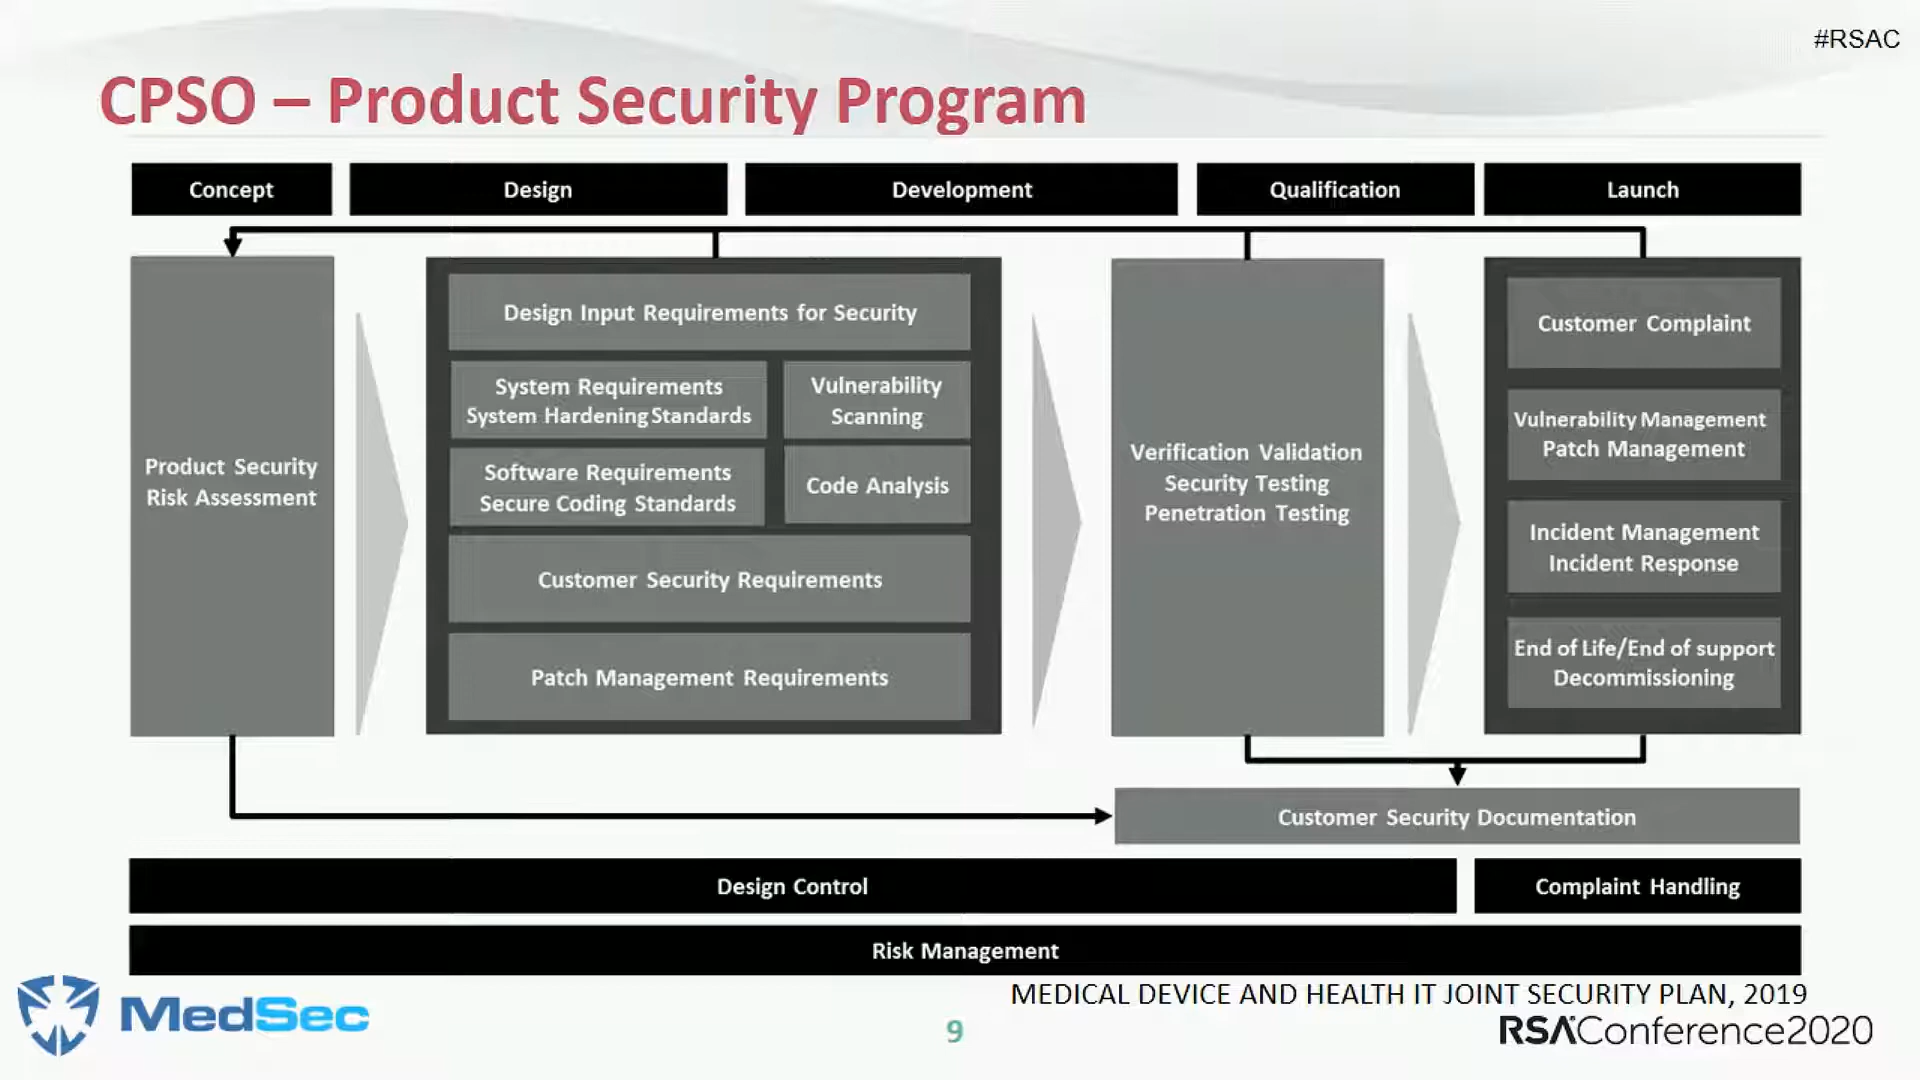 #RSAC
CPSO – Product Security Program
Concept
Design
Development
Qualification
Launch
Product Security
Risk Assessment
Design Input Requirements for Security
System Requirements
System Hardening Standards
Vulnerability
Scanning
Software Requirements
Secure Coding Standards
Code Analysis
Customer Security Requirements
Patch Management Requirements
Verification Validation
Security Testing
Penetration Testing
Customer Complaint
Vulnerability Management
Patch Management
Incident Management
Incident Response
End of Life/End of support
Decommissioning
Customer Security Documentation
Design Control
Complaint Handling
Risk Management
MEDICAL DEVICE AND HEALTH IT JOINT SECURITY PLAN, 2019
MedSec
9
RSAConference2020